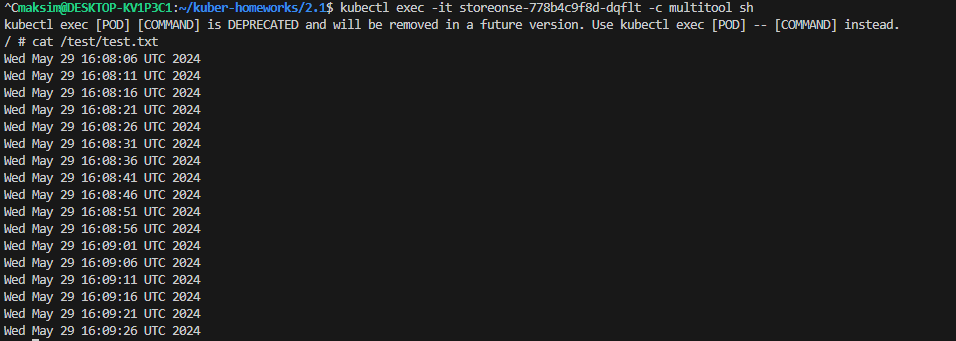 ^Cmaksim@DESKTOP-KV1P3C1:~/kuber-homeworks/2.1$ kubectl exec -it storeonse-778b4c9f8d-dqflt -c multitool sh
kubectl exec [POD] [COMMAND] is DEPRECATED and will be removed in a future version. Use kubectl exec [POD] -- [COMMAND] instead.
/ # cat /test/test.txt
Wed May 29 16:08:06 UTC 2024
Wed May 29 16:08:11 UTC 2024
Wed May 29 16:08:16 UTC 2024
Wed May 29 16:08:21 UTC 2024
Wed May 29 16:08:26 UTC 2024
Wed May 29 16:08:31 UTC 2024
Wed May 29 16:08:36 UTC 2024
Wed May 29 16:08:41 UTC 2024
Wed May 29 16:08:46 UTC 2024
Wed May 29 16:08:51 UTC 2024
Wed May 29 16:08:56 UTC 2024
Wed May 29 16:09:01 UTC 2024
Wed May 29 16:09:06 UTC 2024
Wed May 29 16:09:11 UTC 2024
Wed May 29 16:09:16 UTC 2024
Wed May 29 16:09:21 UTC 2024
Wed May 29 16:09:26 UTC 2024